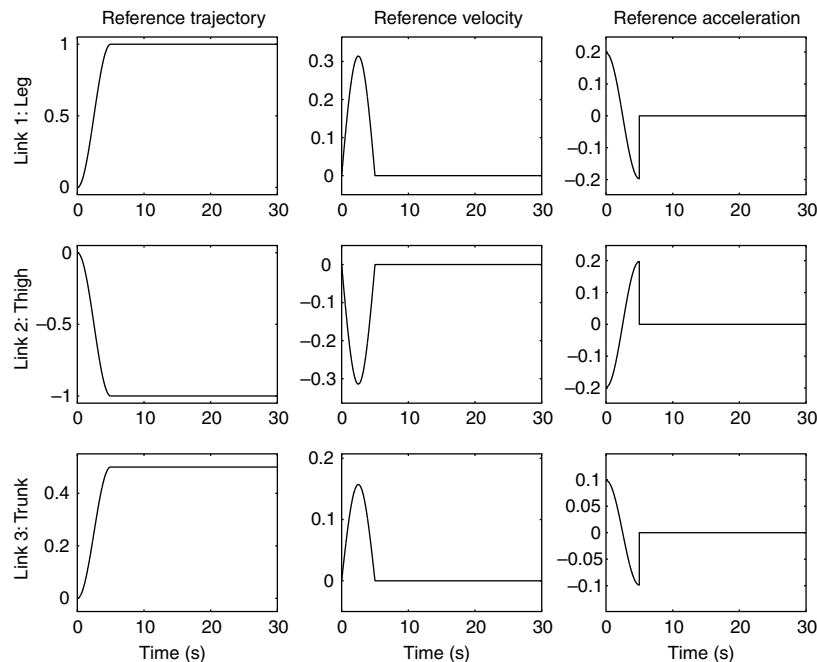 Reference trajectory Reference velocity Reference acceleration
Link 1: Leg
1
0.5
0
0 10 20 30
0.3
0.2
0.1
0
0 10 20 30
0.2
0.1
0
−0.1
−0.2
0 10 20 30
Link 2: Thigh
0
−0.5
−1
0 10 20 30
0
−0.1
−0.2
−0.3
0 10 20 30
0.2
0.1
0
−0.1
−0.2
0 10 20 30
Link 3: Trunk
0.4
0.2
0
0 10 20 30
Time (s)
0.2
0.1
0
0 10 20 30
Time (s)
0.1
0.05
0
−0.05
−0.1
0 10 20 30
Time (s)